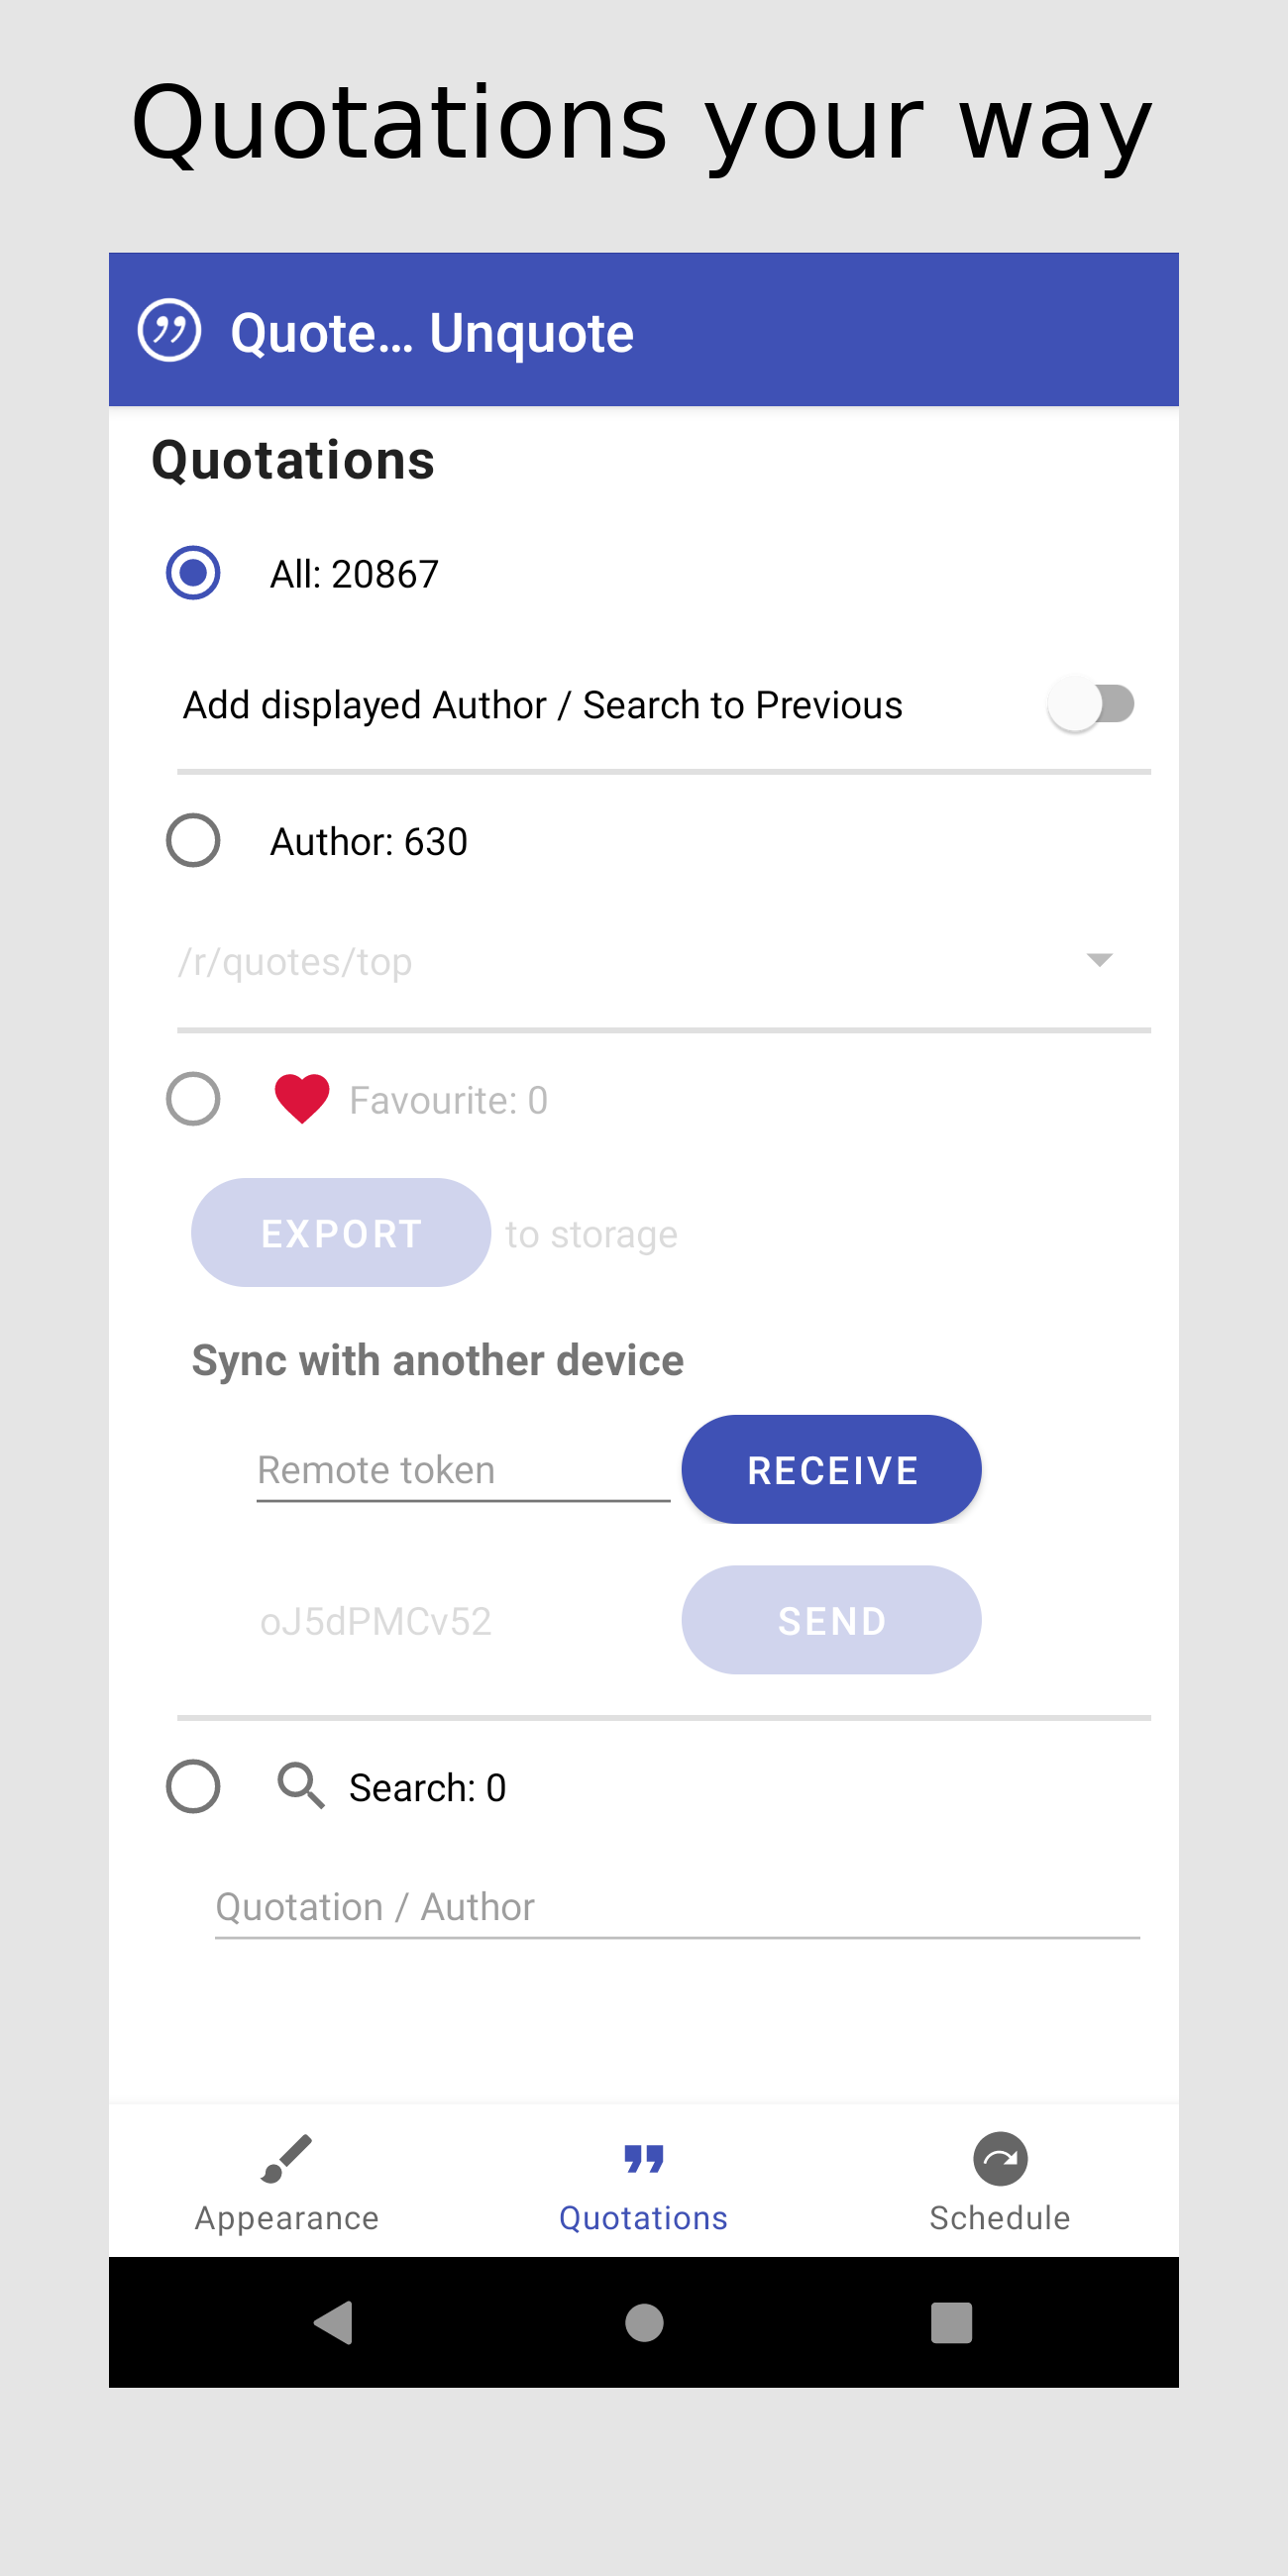 Quotations your way
Quote... Unquote
Quotations
All: 20867
Add displayed Author / Search to Previous
Author: 630
/r/quotes/top
Favourite: 0
EXPORT to storage
Sync with another device
Remote token RECEIVE
oJ5dPMCv52 SEND
Search: 0
Quotation / Author
Appearance Quotations Schedule